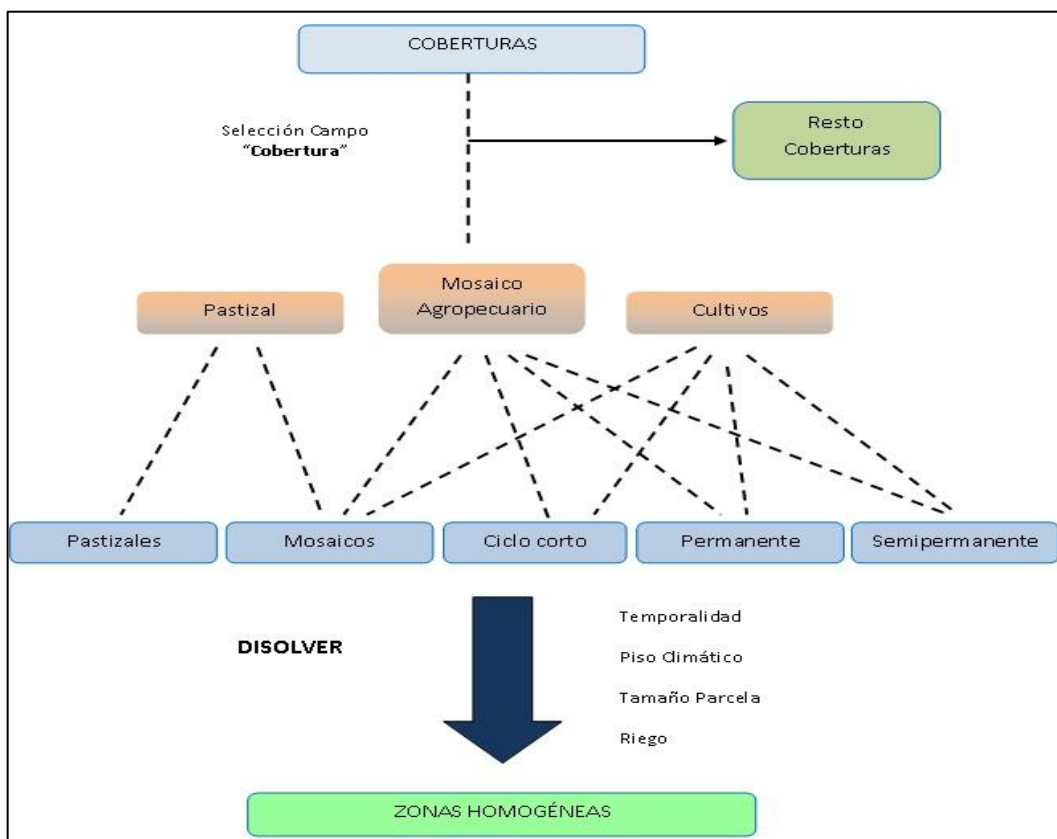 COBERTURAS
Selección Campo
“Cobertura”
Resto
Coberturas
Pastizal
Mosaico
Agropecuario
Cultivos
Pastizales
Mosaicos
Ciclo corto
Permanente
Semipermanente
DISOLVER
Temporalidad
Piso Climático
Tamaño Parcela
Riego
ZONAS HOMOGÉNEAS